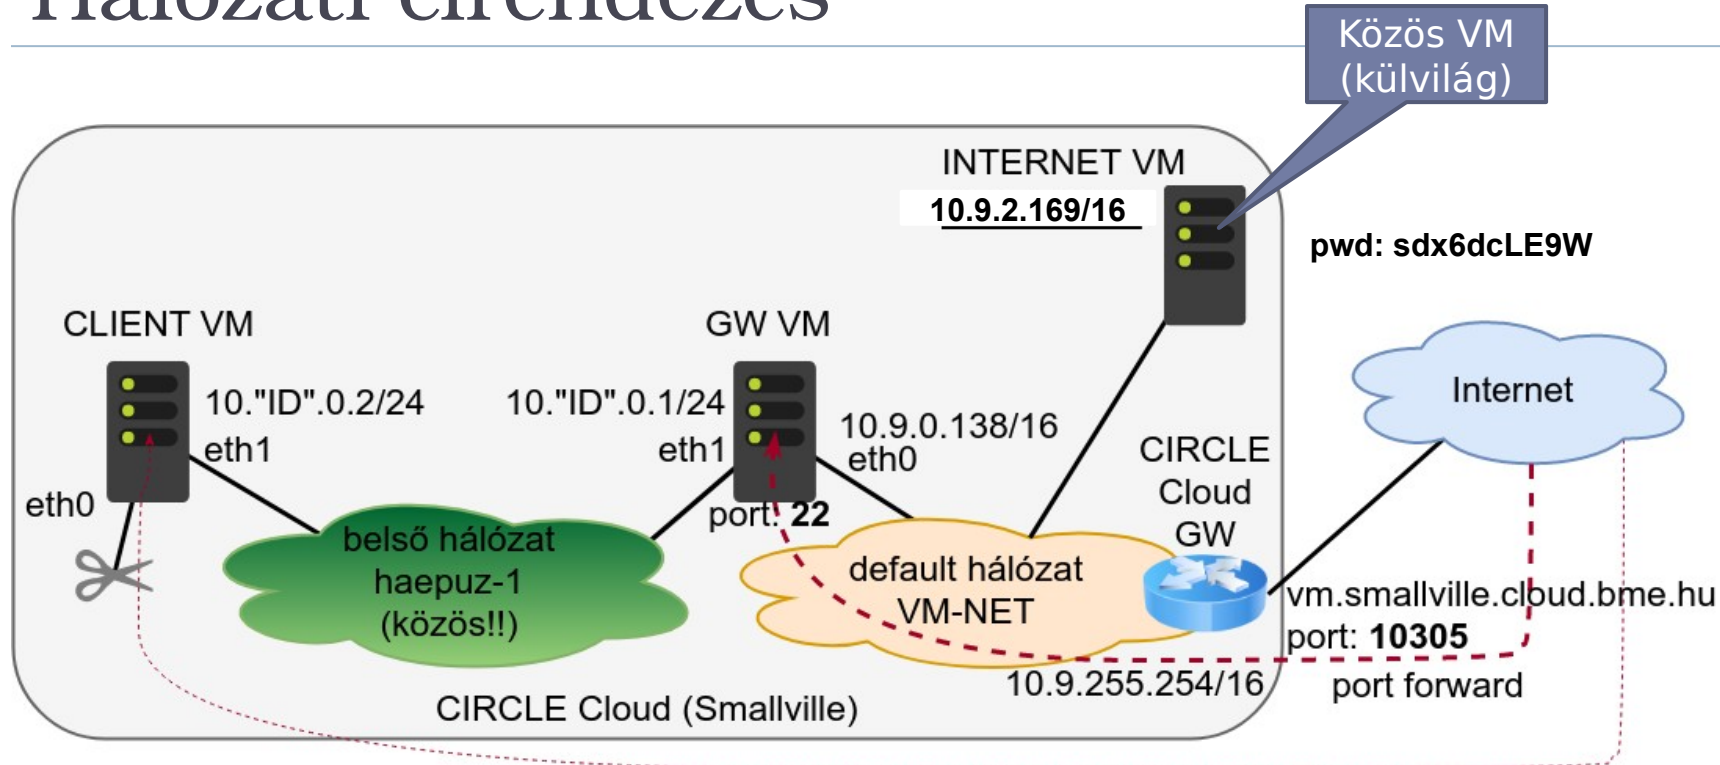 Hálózati elrendezés
Közös VM
(külvilág)
INTERNET VM
10.9.2.169/16
pwd: sdx6dcLE9W
CLIENT VM
GW VM
10."ID".0.2/24
eth1
10."ID".0.1/24
eth1
10.9.0.138/16
eth0
CIRCLE
Cloud
GW
Internet
eth0
port: 22
belső hálózat
haepuz-1
(közös!!)
default hálózat
VM-NET
vm.smallville.cloud.bme.hu
port: 10305
10.9.255.254/16
port forward
CIRCLE Cloud (Smallville)